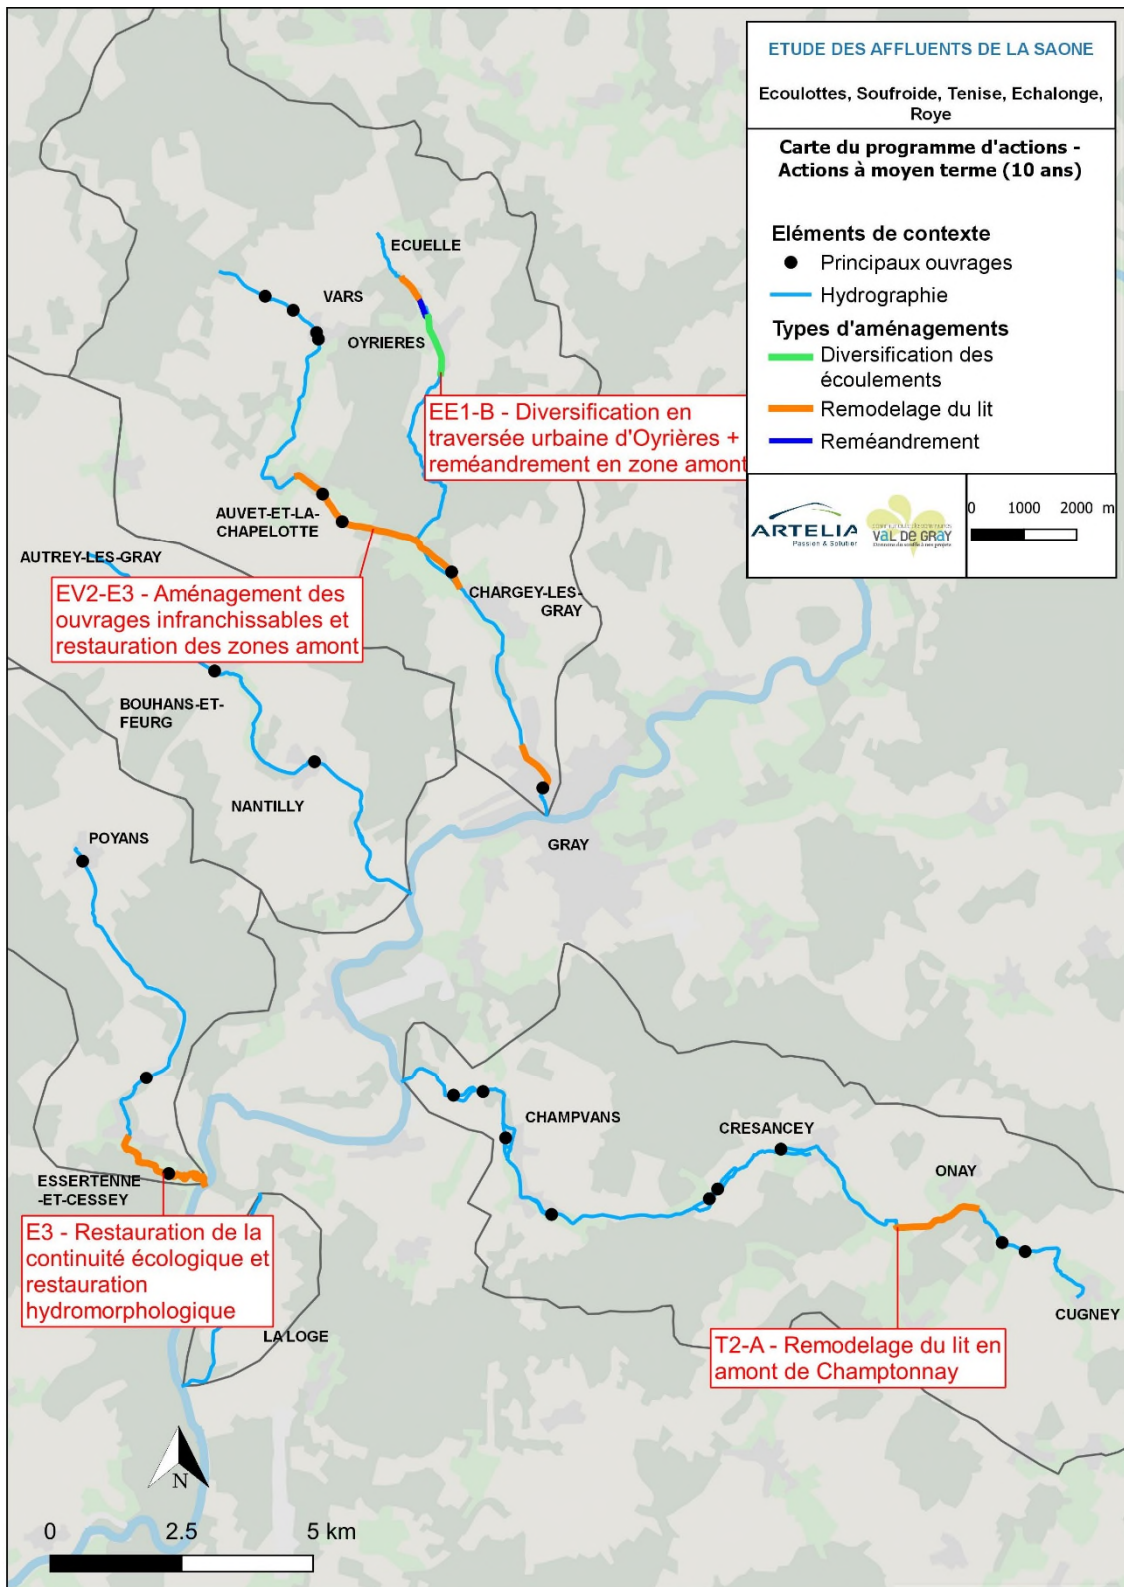 ETUDE DES AFFLUENTS DE LA SAONE
Ecoulottes, Soufroide, Tenise, Echalonge,
Roye
Carte du programme d'actions -
Actions à moyen terme (10 ans)
Eléments de contexte
Principaux ouvrages
Hydrographie
Types d'aménagements
Diversification des
écoulements
Remodelage du lit
Reméandrement
ARTELIA
Passion & Solutions
VAL DE GRAY
0 1000 2000 m
ECUELLE
VARS
OYRIERES
EE1-B - Diversification en
traversée urbaine d'Oyrières +
reméandrement en zone amont
AUVET-ET-LA-
CHAPELOTTE
AUTREY-LES-GRAY
CHARGEY-LES-
GRAY
EV2-E3 - Aménagement des
ouvrages infranchissables et
restauration des zones amont
BOUHANS-ET-
FEURG
NANTILLY
POYANS
GRAY
CHAMPVANS
CRESANCEY
ONAY
CUGNEY
ESSERTENNE
-ET-CESSEY
E3 - Restauration de la
continuité écologique et
restauration
hydromorphologique
LA LOGE
T2-A - Remodelage du lit en
amont de Champtonnay
N
0 2.5 5 km